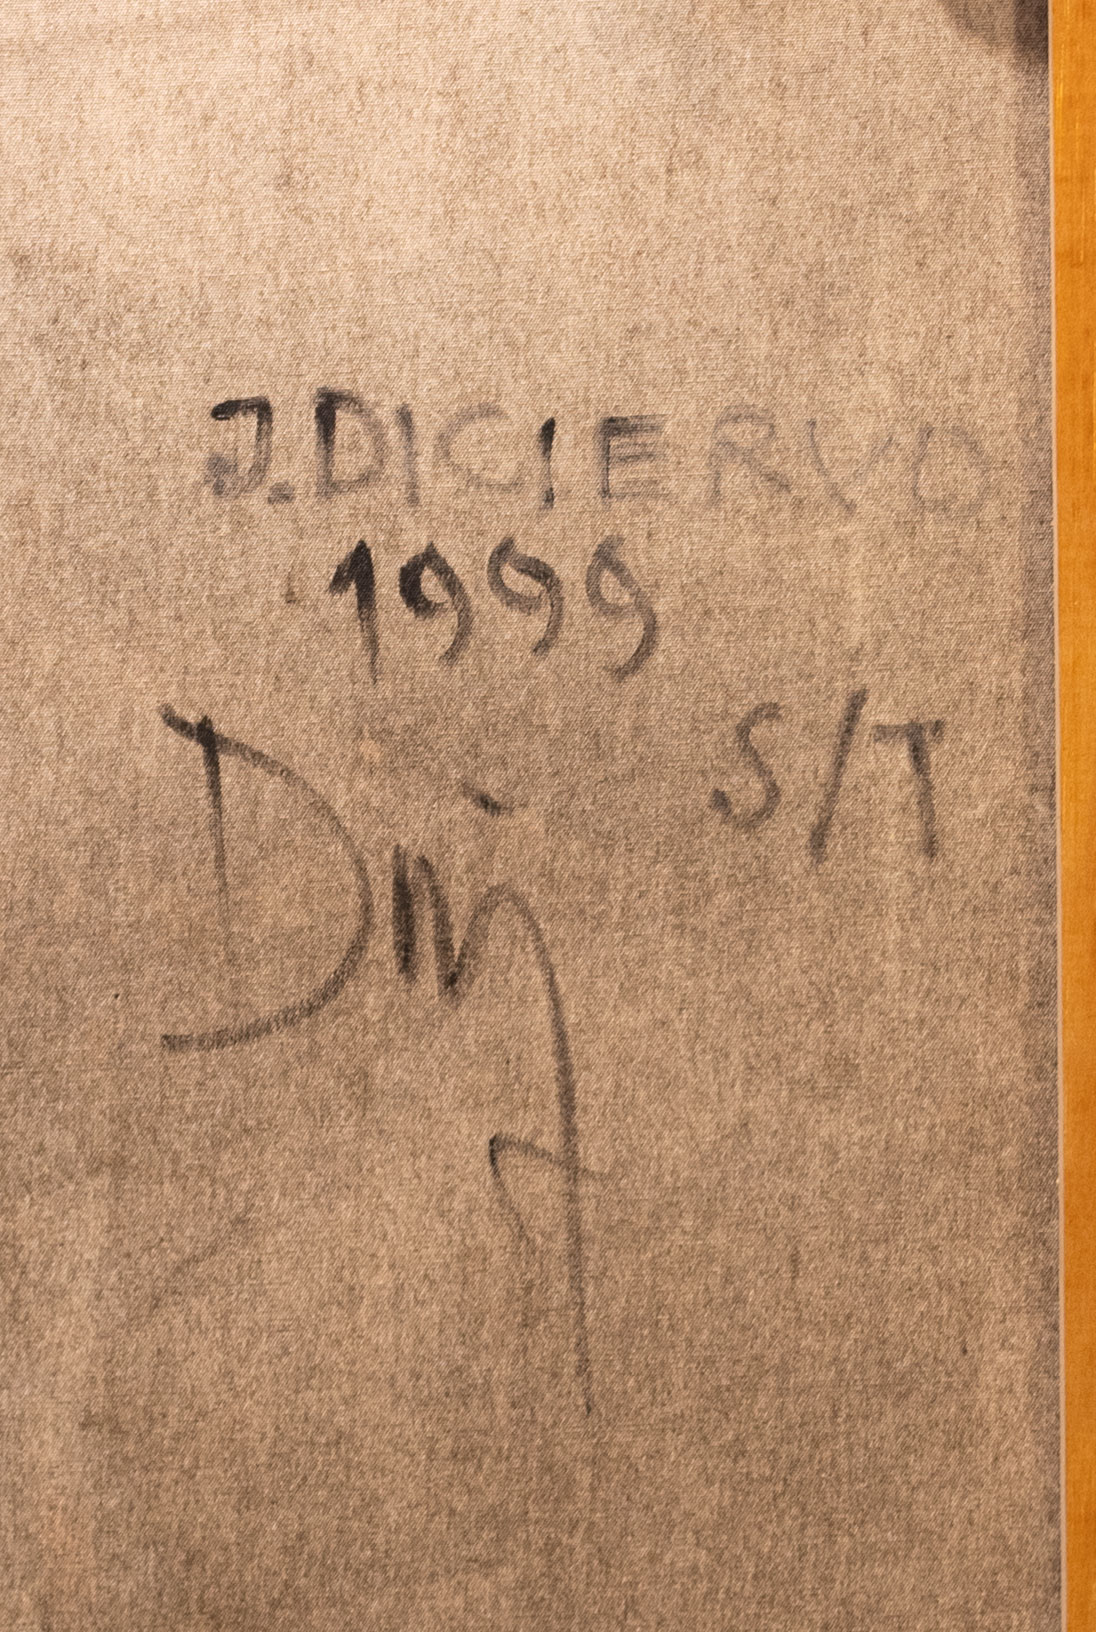 J. DICIERVO
1999
S/T